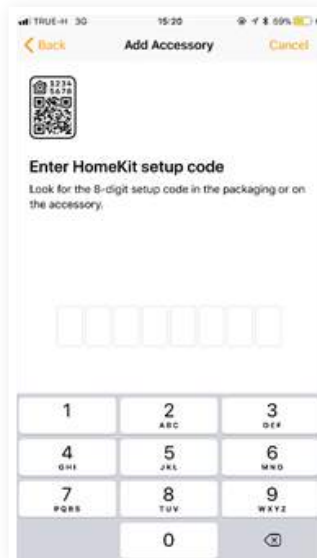 TRUE-H 3G 15:20 69%
Back Add Accessory Cancel
1234
5678
Enter HomeKit setup code
Look for the 8-digit setup code in the packaging or on
the accessory.
1 2 3
ABC DEF
4 5 6
GHI JKL MNO
7 8 9
PQRS TUV WXYZ
0